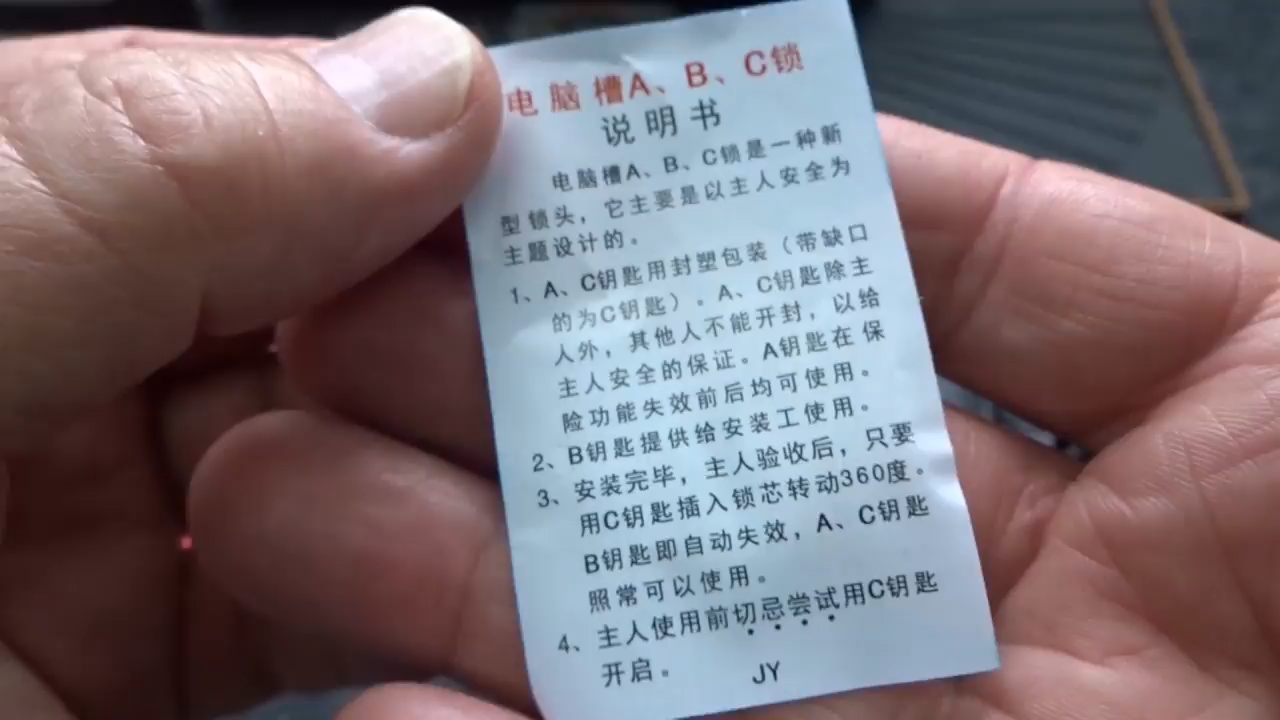 电脑槽A、B、C锁
说明书
电脑槽A、B、C锁是一种新
型锁头，它主要是以主人安全为
主题设计的。
1、A、C钥匙用封塑包装（带缺口
的为C钥匙）。A、C钥匙除主
人外，其他人不能开封，以给
主人安全的保证。A钥匙在保
险功能失效前后均可使用。
2、B钥匙提供给安装工使用。
3、安装完毕，主人验收后，只要
用C钥匙插入锁芯转动360度。
B钥匙即自动失效，A、C钥匙
照常可以使用。
4、主人使用前切忌尝试用C钥匙
开启。
JY